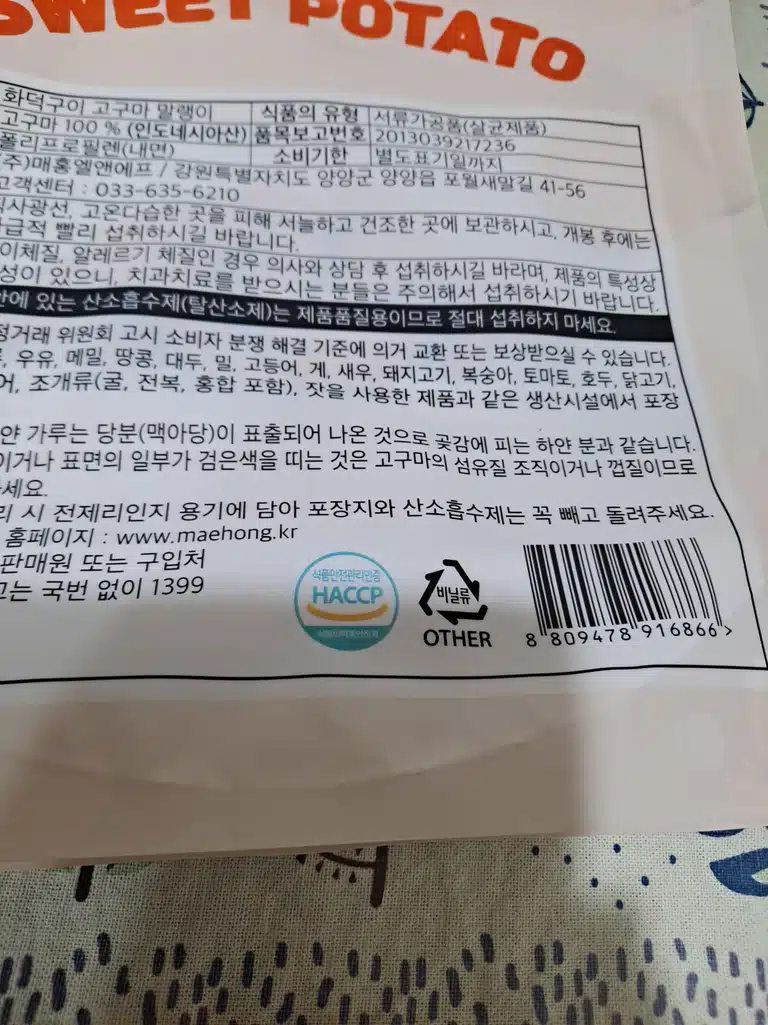 SWEET POTATO
화덕구이 고구마 말랭이 식품의 유형 서류가공품(살균제품)
고구마 100 % (인도네시아산) 품목보고번호 2013039217236
폴리프로필렌(내면) 소비기한 별도표기일까지
(주)매홍엘앤에프 / 강원특별자치도 양양군 양양읍 포월새말길 41-56
고객센터 : 033-635-6210
직사광선, 고온다습한 곳을 피해 서늘하고 건조한 곳에 보관하시고, 개봉 후에는
가급적 빨리 섭취하시길 바랍니다.
이체질, 알레르기 체질인 경우 의사와 상담 후 섭취하시길 바라며, 제품의 특성상
성이 있으니, 치과치료를 받으시는 분들은 주의해서 섭취하시기 바랍니다.
안에 있는 산소흡수제(탈산소제)는 제품품질용이므로 절대 섭취하지 마세요.
정거래 위원회 고시 소비자 분쟁 해결 기준에 의거 교환 또는 보상받으실 수 있습니다.
, 우유, 메밀, 땅콩, 대두, 밀, 고등어, 게, 새우, 돼지고기, 복숭아, 토마토, 호두, 닭고기,
어, 조개류(굴, 전복, 홍합 포함), 잣을 사용한 제품과 같은 생산시설에서 포장
얀 가루는 당분(맥아당)이 표출되어 나온 것으로 곶감에 피는 하얀 분과 같습니다.
이거나 표면의 일부가 검은색을 띠는 것은 고구마의 섬유질 조직이거나 껍질이므로
세요.
리 시 전제리인지 용기에 담아 포장지와 산소흡수제는 꼭 빼고 돌려주세요.
홈페이지 : www.maehong.kr
판매원 또는 구입처
고는 국번 없이 1399
식품안전관리인증
HACCP
비닐류
OTHER
8 809478 916866 >